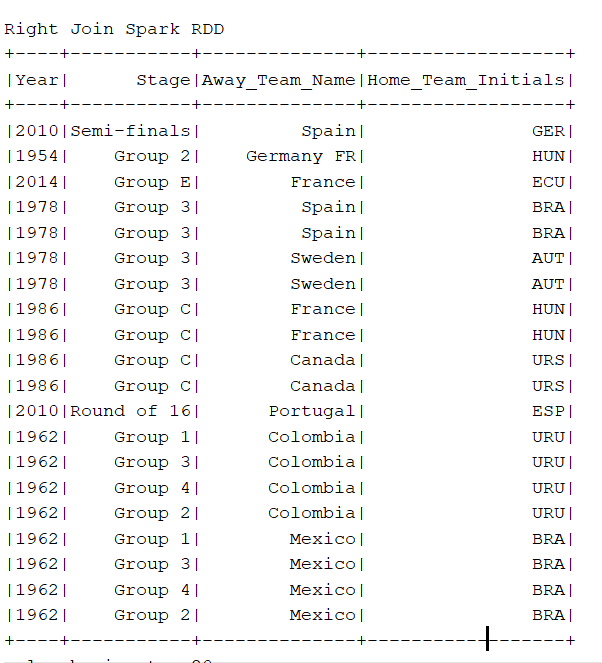 Right Join Spark RDD
+----+------------+--------------+------------------+
|Year|       Stage|Away_Team_Name|Home_Team_Initials|
+----+------------+--------------+------------------+
|2010|Semi-finals|         Spain|               GER|
|1954|    Group 2|    Germany FR|               HUN|
|2014|    Group E|        France|               ECU|
|1978|    Group 3|         Spain|               BRA|
|1978|    Group 3|         Spain|               BRA|
|1978|    Group 3|        Sweden|               AUT|
|1978|    Group 3|        Sweden|               AUT|
|1986|    Group C|        France|               HUN|
|1986|    Group C|        France|               HUN|
|1986|    Group C|        Canada|               URS|
|1986|    Group C|        Canada|               URS|
|2010|Round of 16|      Portugal|               ESP|
|1962|    Group 1|      Colombia|               URU|
|1962|    Group 3|      Colombia|               URU|
|1962|    Group 4|      Colombia|               URU|
|1962|    Group 2|      Colombia|               URU|
|1962|    Group 1|        Mexico|               BRA|
|1962|    Group 3|        Mexico|               BRA|
|1962|    Group 4|        Mexico|               BRA|
|1962|    Group 2|        Mexico|               BRA|
+----+-----------+--------------+------------------+